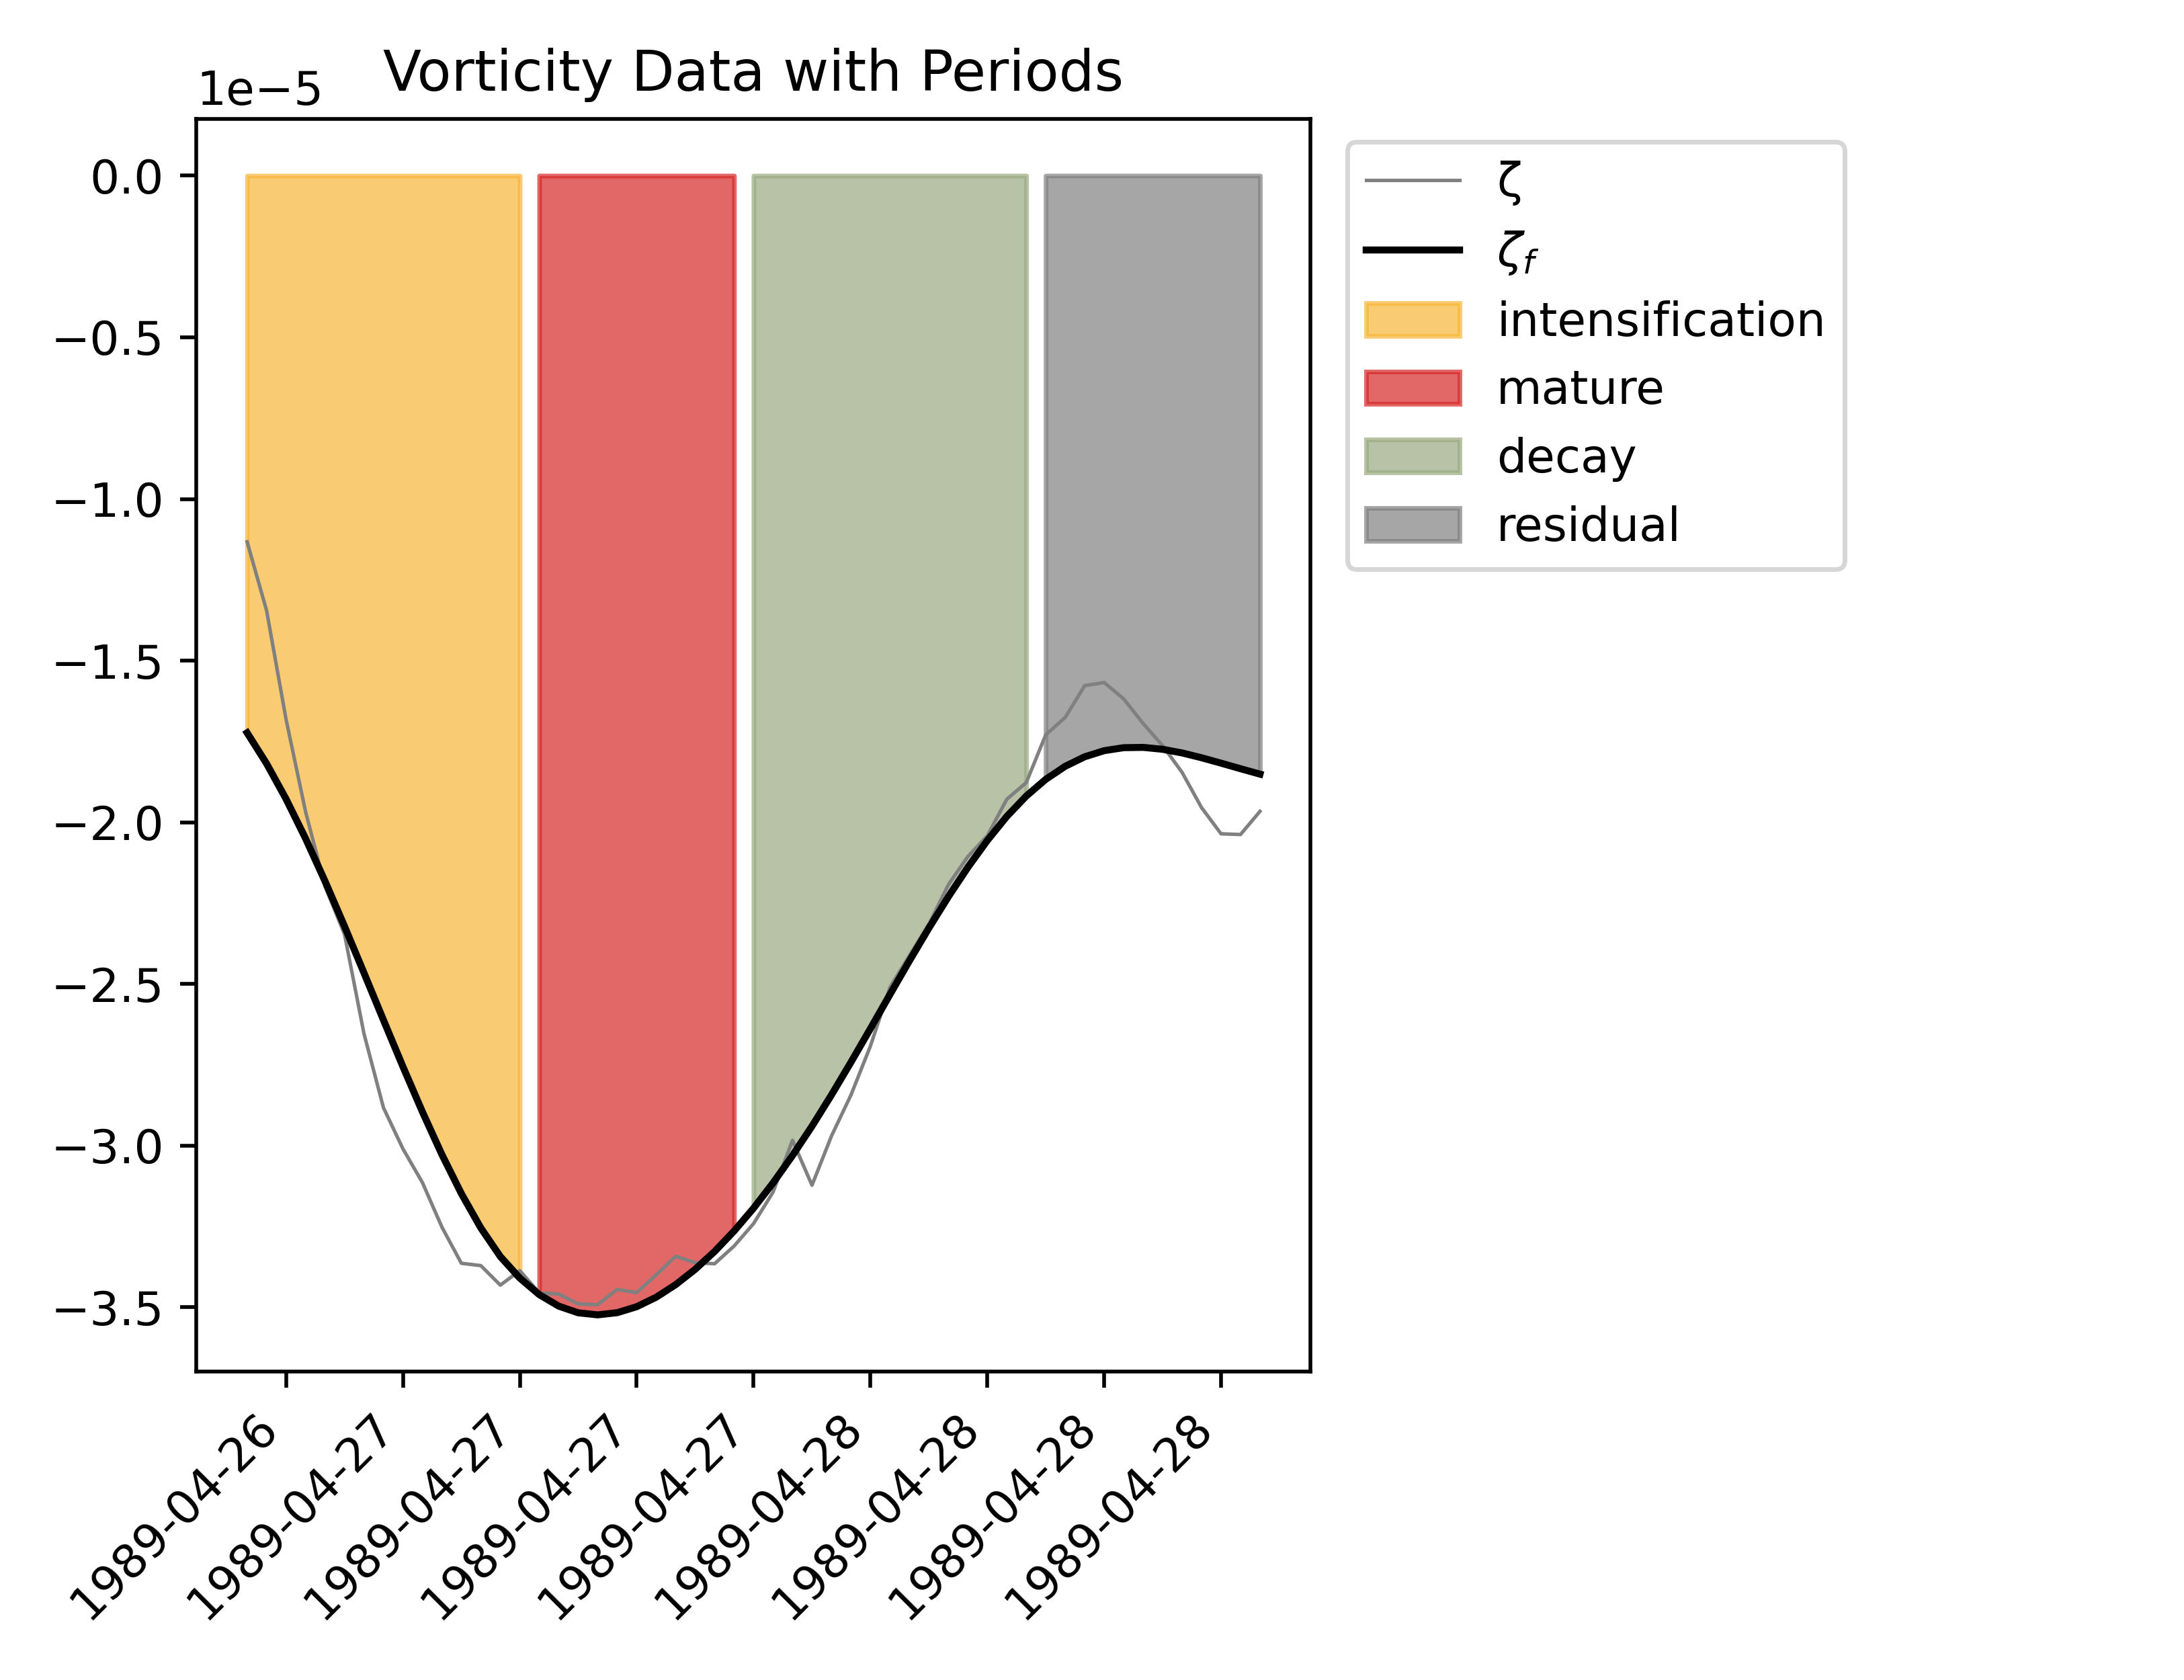 Vorticity Data with Periods
1e−5
0.0
−0.5
−1.0
−1.5
−2.0
−2.5
−3.0
−3.5
1989-04-26
1989-04-27
1989-04-27
1989-04-27
1989-04-27
1989-04-28
1989-04-28
1989-04-28
1989-04-28
ζ
ζf
intensification
mature
decay
residual